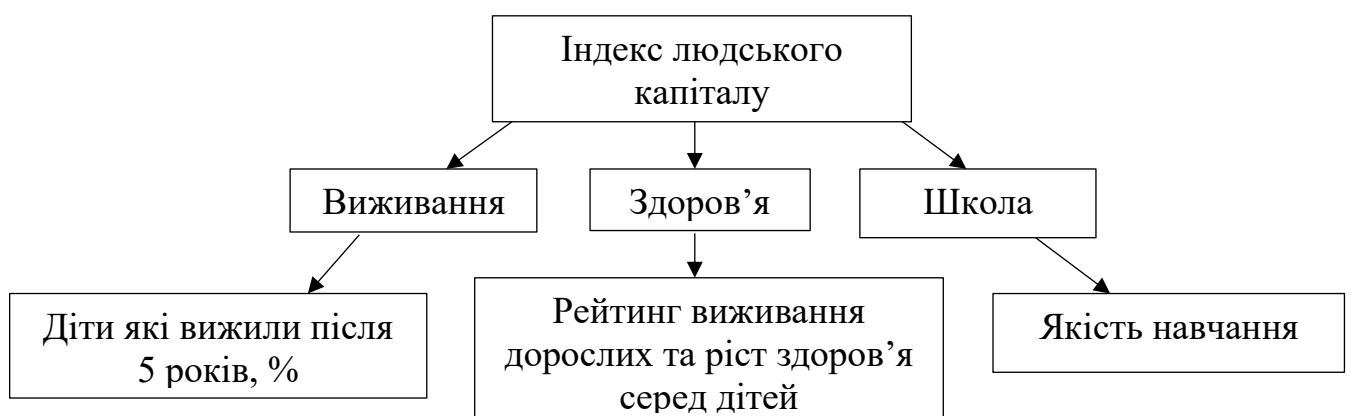 Індекс людського
капіталу
Виживання
Здоров’я
Школа
Діти які вижили після
5 років, %
Рейтинг виживання
дорослих та ріст здоров’я
серед дітей
Якість навчання